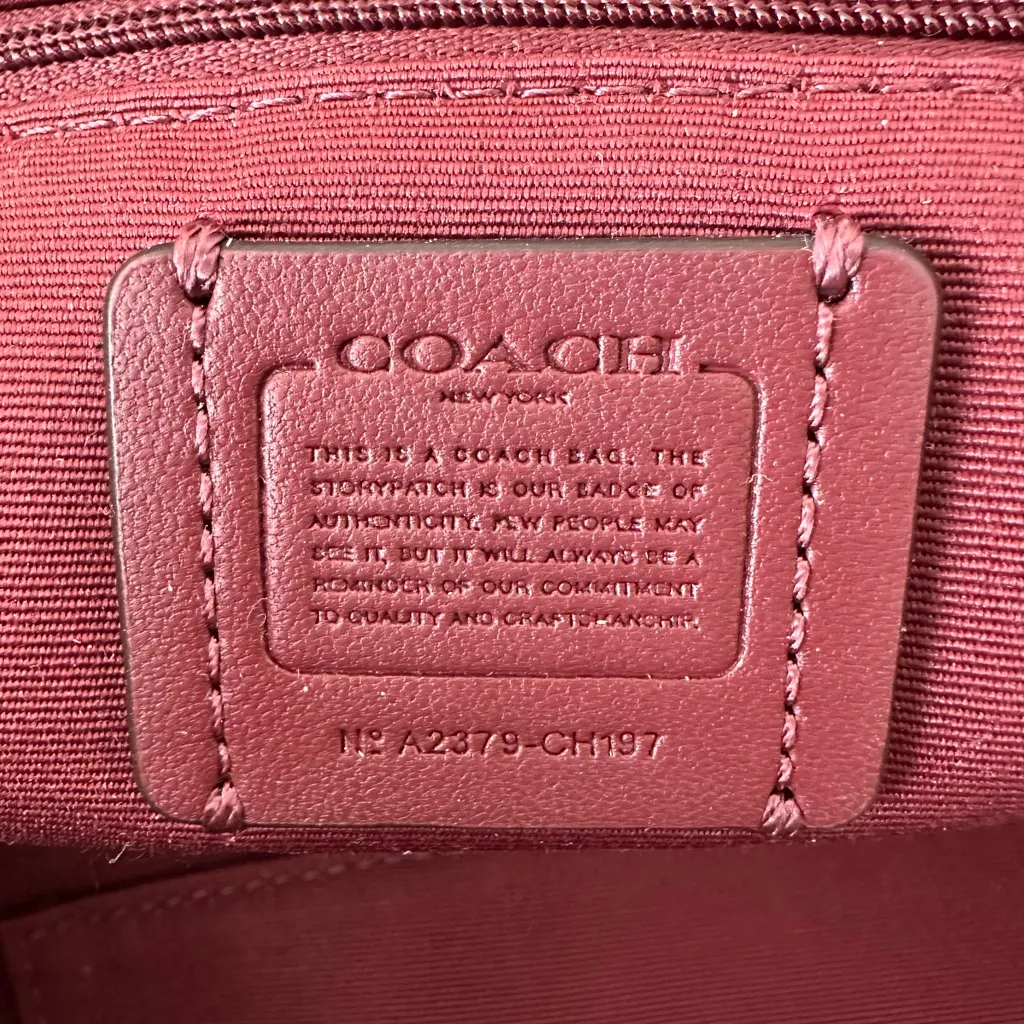 COACH
NEW YORK
THIS IS A COACH BAG. THE
STORYPATCH IS OUR BADGE OF
AUTHENTICITY. FEW PEOPLE MAY
SEE IT, BUT IT WILL ALWAYS BE A
REMINDER OF OUR COMMITMENT
TO QUALITY AND CRAFTSMANSHIP.
Nº A2379-CH197